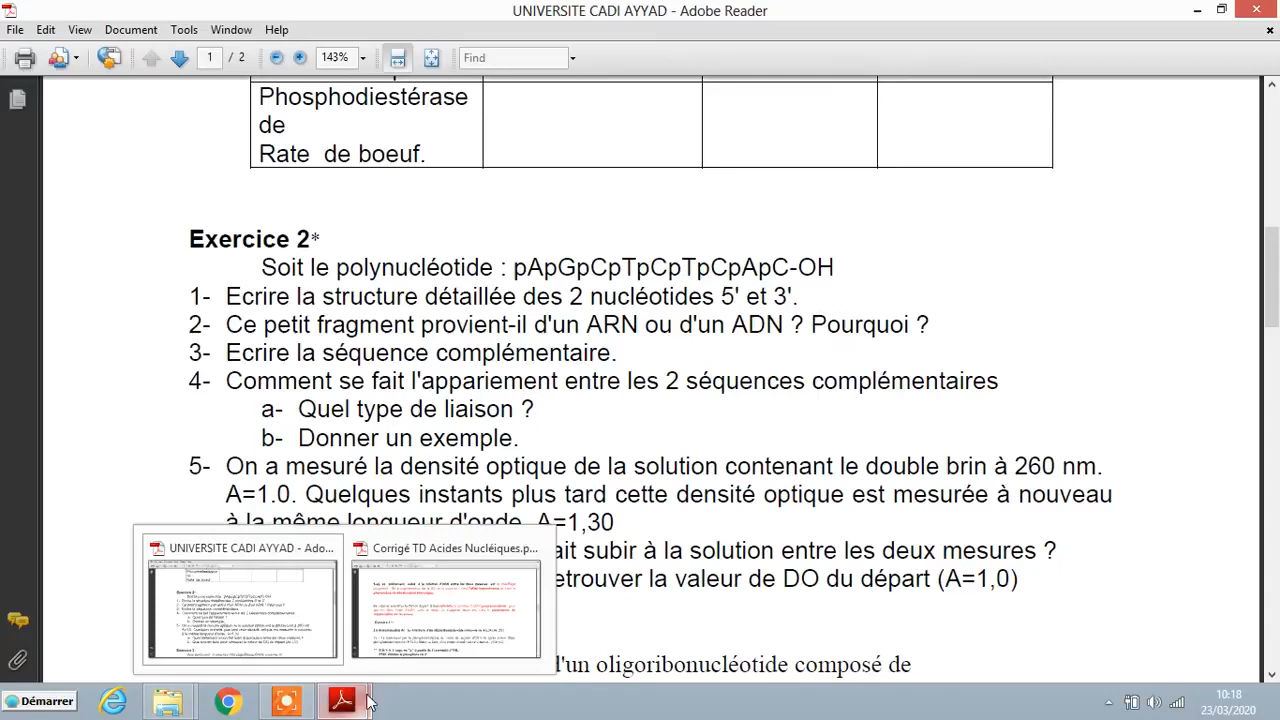 UNIVERSITE CADI AYYAD - Adobe Reader
File Edit View Document Tools Window Help
1 / 2 143% Find
Phosphodiestérase
de
Rate de boeuf.
Exercice 2*
Soit le polynucléotide : pApGpCpTpCpTpCpApC-OH
1- Ecrire la structure détaillée des 2 nucléotides 5' et 3'.
2- Ce petit fragment provient-il d'un ARN ou d'un ADN ? Pourquoi ?
3- Ecrire la séquence complémentaire.
4- Comment se fait l'appariement entre les 2 séquences complémentaires
a- Quel type de liaison ?
b- Donner un exemple.
5- On a mesuré la densité optique de la solution contenant le double brin à 260 nm.
A=1.0. Quelques instants plus tard cette densité optique est mesurée à nouveau
à la même longueur d'onde. A=1,30
ait subir à la solution entre les deux mesures ?
etrouver la valeur de DO du départ (A=1,0)
d'un oligoribonucléotide composé de
UNIVERSITE CADI AYYAD - Ado...
Corrigé TD Acides Nucléiques.p...
Démarrer
10:18
23/03/2020